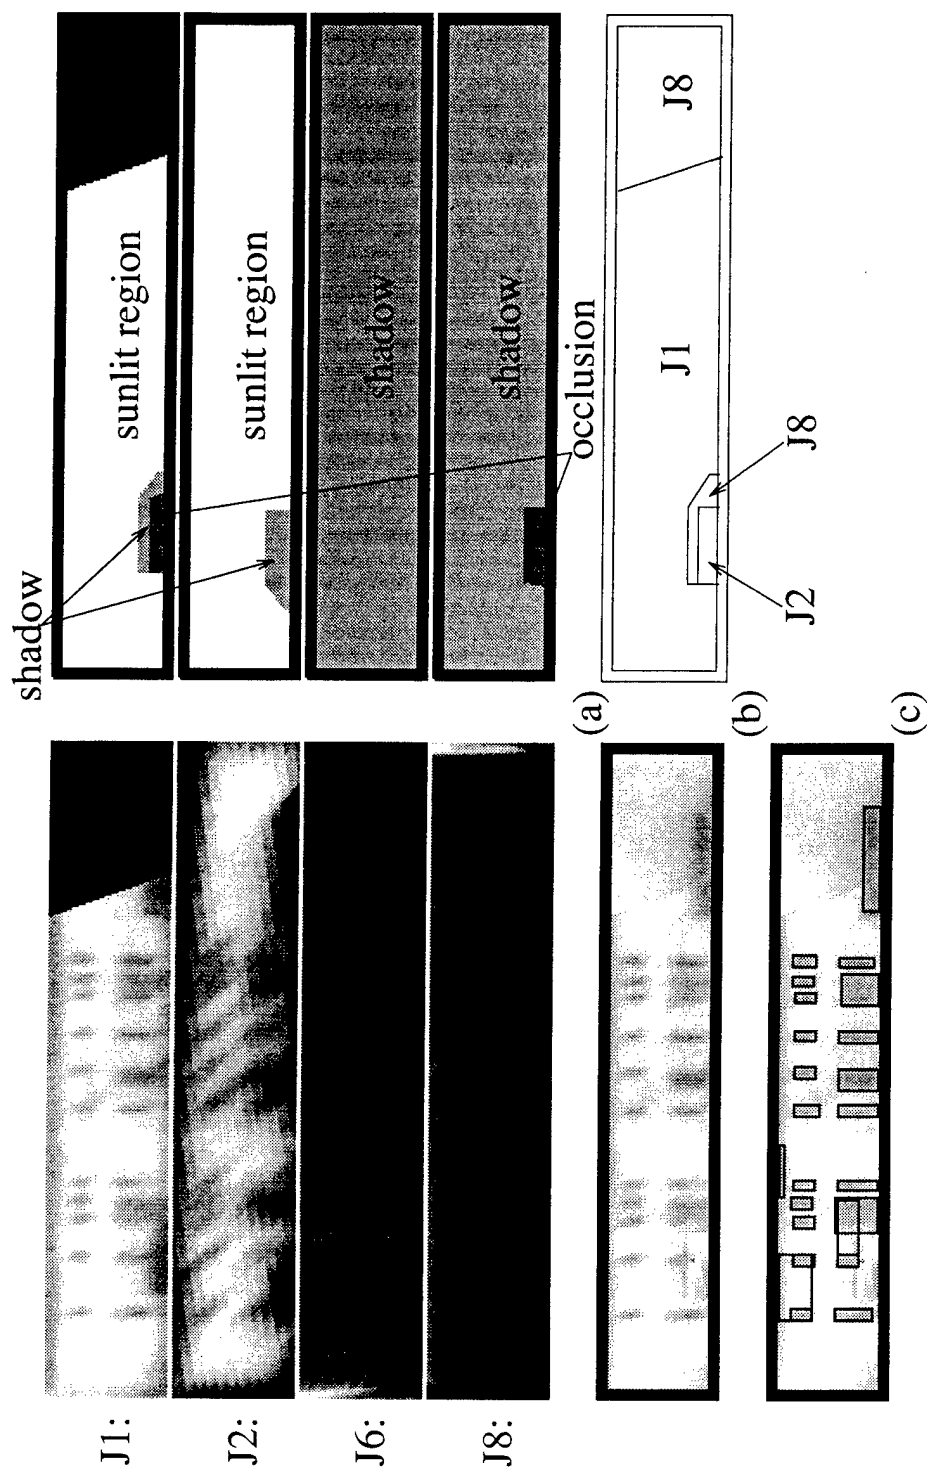 shadow
J1:
sunlit region
J2:
sunlit region
J6:
shadow
J8:
shadow
occlusion
(a)
J1
J8
J2
J8
(b)
(c)